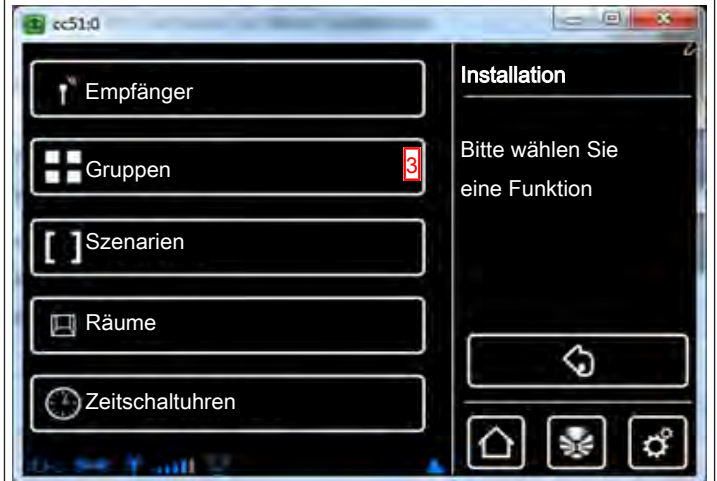 cc51;0
Empfänger
Gruppen 3
Szenarien
Räume
Zeitschaltuhren
Installation
Bitte wählen Sie
eine Funktion